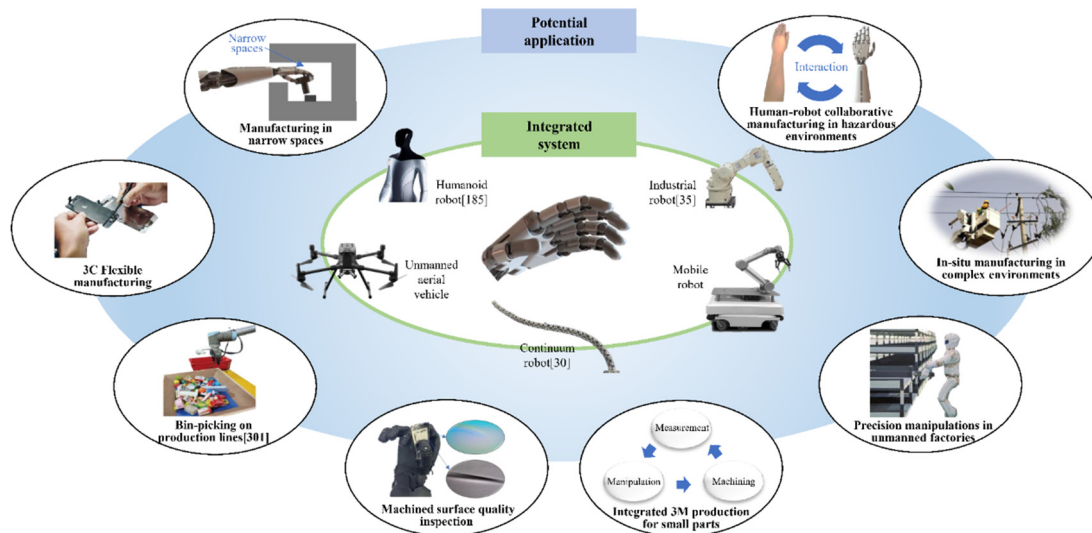 Potential
application
Narrow
spaces
Manufacturing in
narrow spaces
Interaction
Human-robot collaborative
manufacturing in hazardous
environments
Integrated
system
Humanoid
robot[185]
Industrial
robot[35]
3C Flexible
manufacturing
Unmanned
aerial
vehicle
Mobile
robot
In-situ manufacturing in
complex environments
Continuum
robot[30]
Bin-picking on
production lines[301]
Precision manipulations in
unmanned factories
Machined surface quality
inspection
Measurement
Manipulation
Machining
Integrated 3M production
for small parts